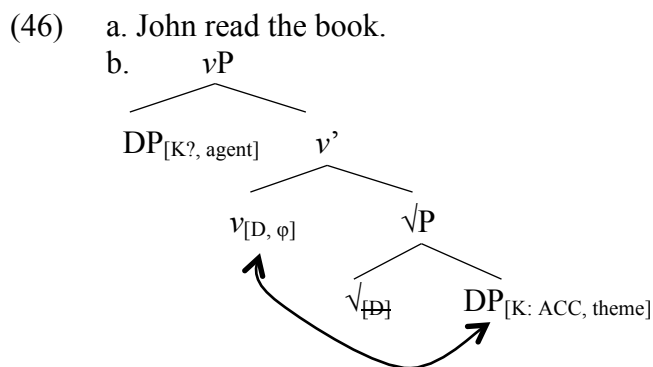 (46) a. John read the book.
b. vP
DP[K?, agent] v’
v[D, φ] √P
√[D] DP[K: ACC, theme]